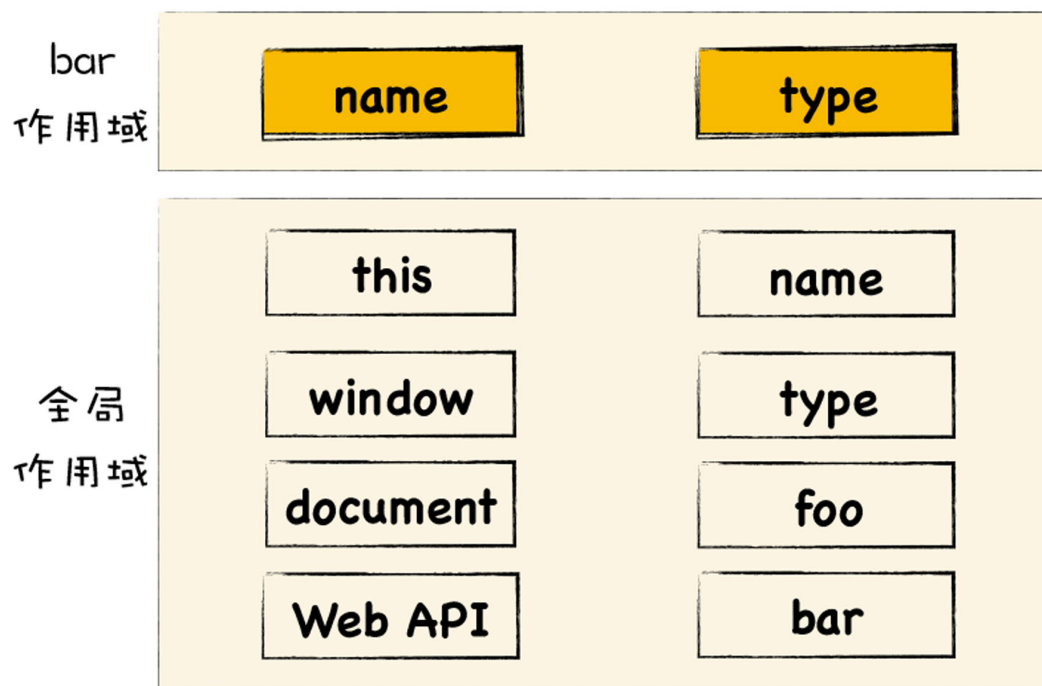 bar
作用域
name
type
全局
作用域
this
name
window
type
document
foo
Web API
bar